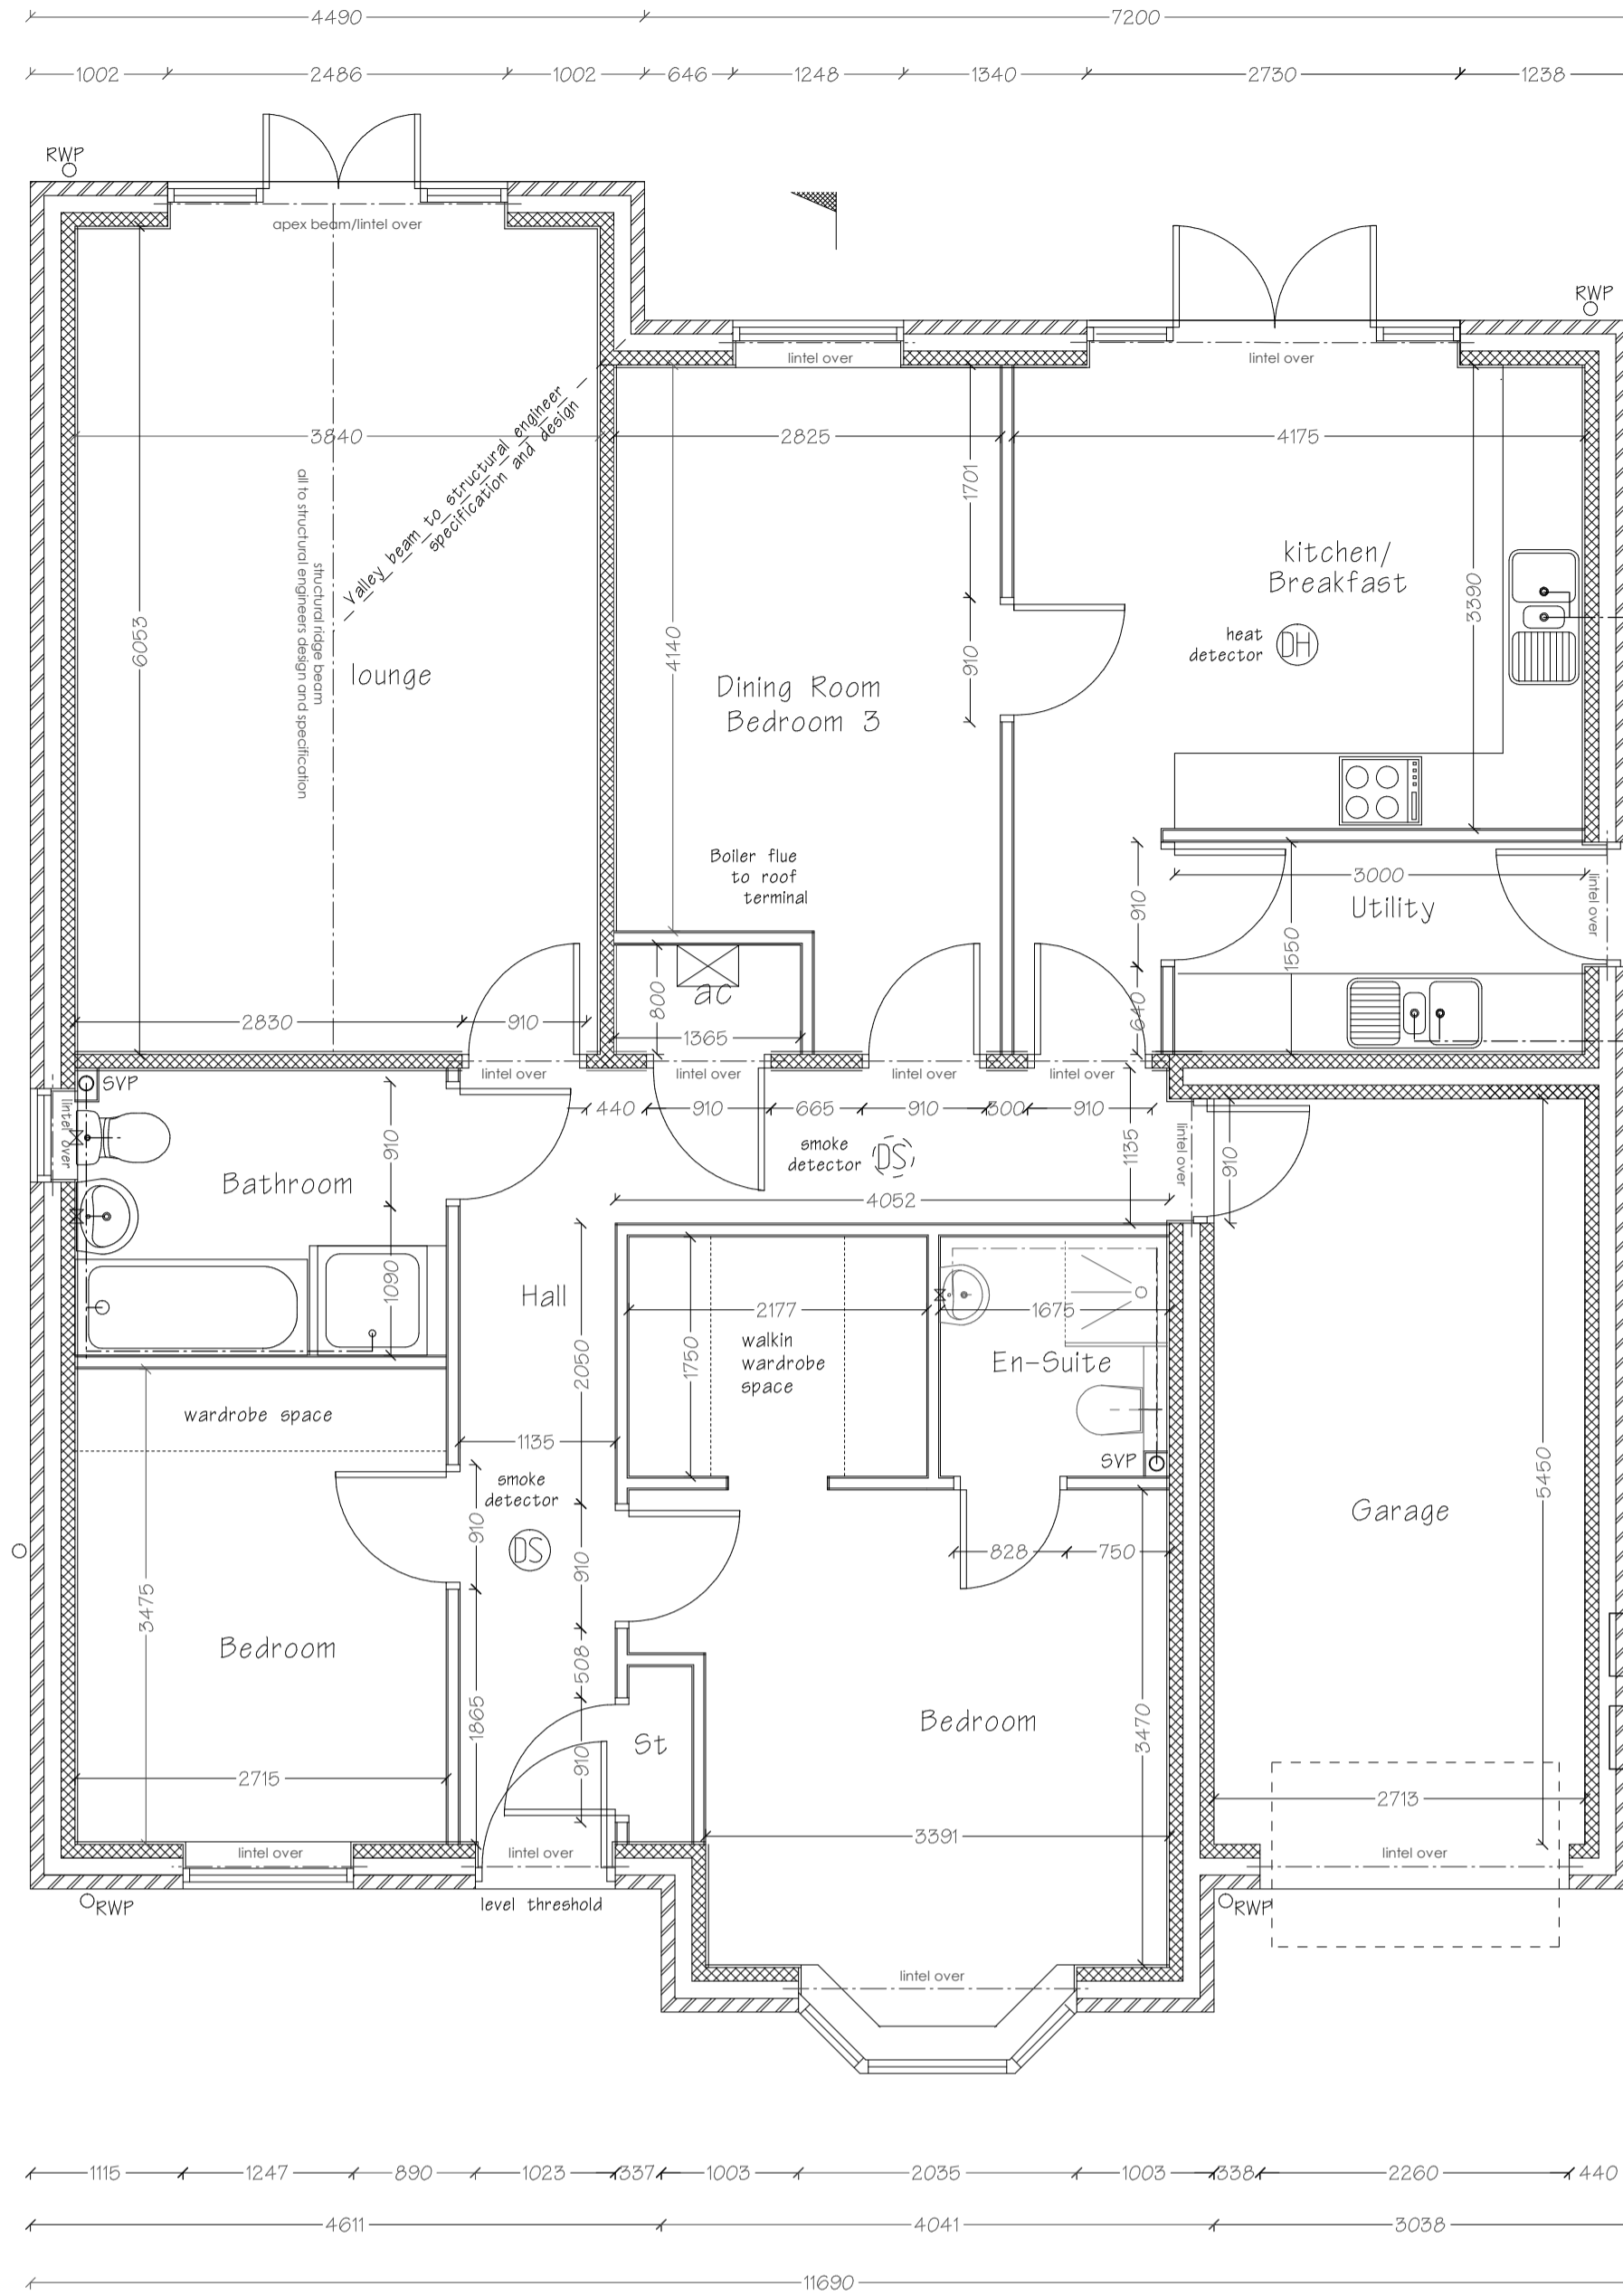 4490 7200
1002 2486 1002 646 1248 1340 2730 1238
RWP
apex beam/lintel over
RWP
lintel over
lintel over
3840 2825 4175
Valley beam to structural engineer
specification and design
structural ridge beam
all to structural engineers design and specification
1701
kitchen/
Breakfast
3390
heat
detector
DH
6053
4140
910
lounge
Dining Room
Bedroom 3
Boiler flue
to roof
terminal
3000
Utility
lintel over
910
1550
ac
800
640
2830 910
1365
lintel over
lintel over
lintel over
lintel over
SVP
lintel over
440 910 665 910 300 910
910
smoke
detector
DS
1135
lintel over
910
Bathroom
4052
1090
Hall
2177
1675
walkin
wardrobe
space
1750
2050
En-Suite
wardrobe space
1135
SVP
smoke
detector
DS
910
5450
Garage
910
828 750
3475
Bedroom
508
1865
Bedroom
3470
St
910
2715
2713
3391
lintel over
lintel over
lintel over
level threshold
RWP
RWP
lintel over
1115 1247 890 1023 337 1003 2035 1003 338 2260 440
4611 4041 3038
11690